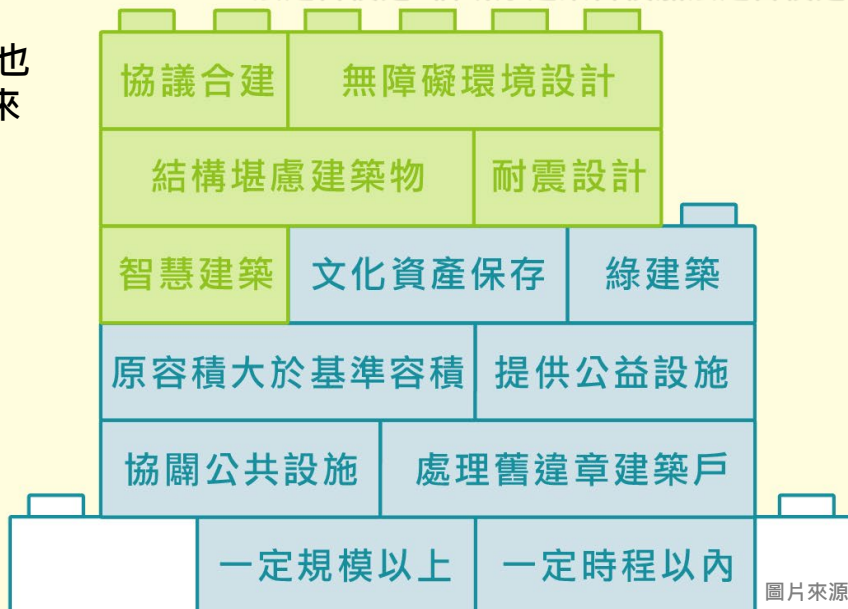 也
來
協議合建 無障礙環境設計
結構堪慮建築物 耐震設計
智慧建築 文化資產保存 綠建築
原容積大於基準容積 提供公益設施
協闢公共設施 處理舊違章建築戶
一定規模以上 一定時程以內
圖片來源